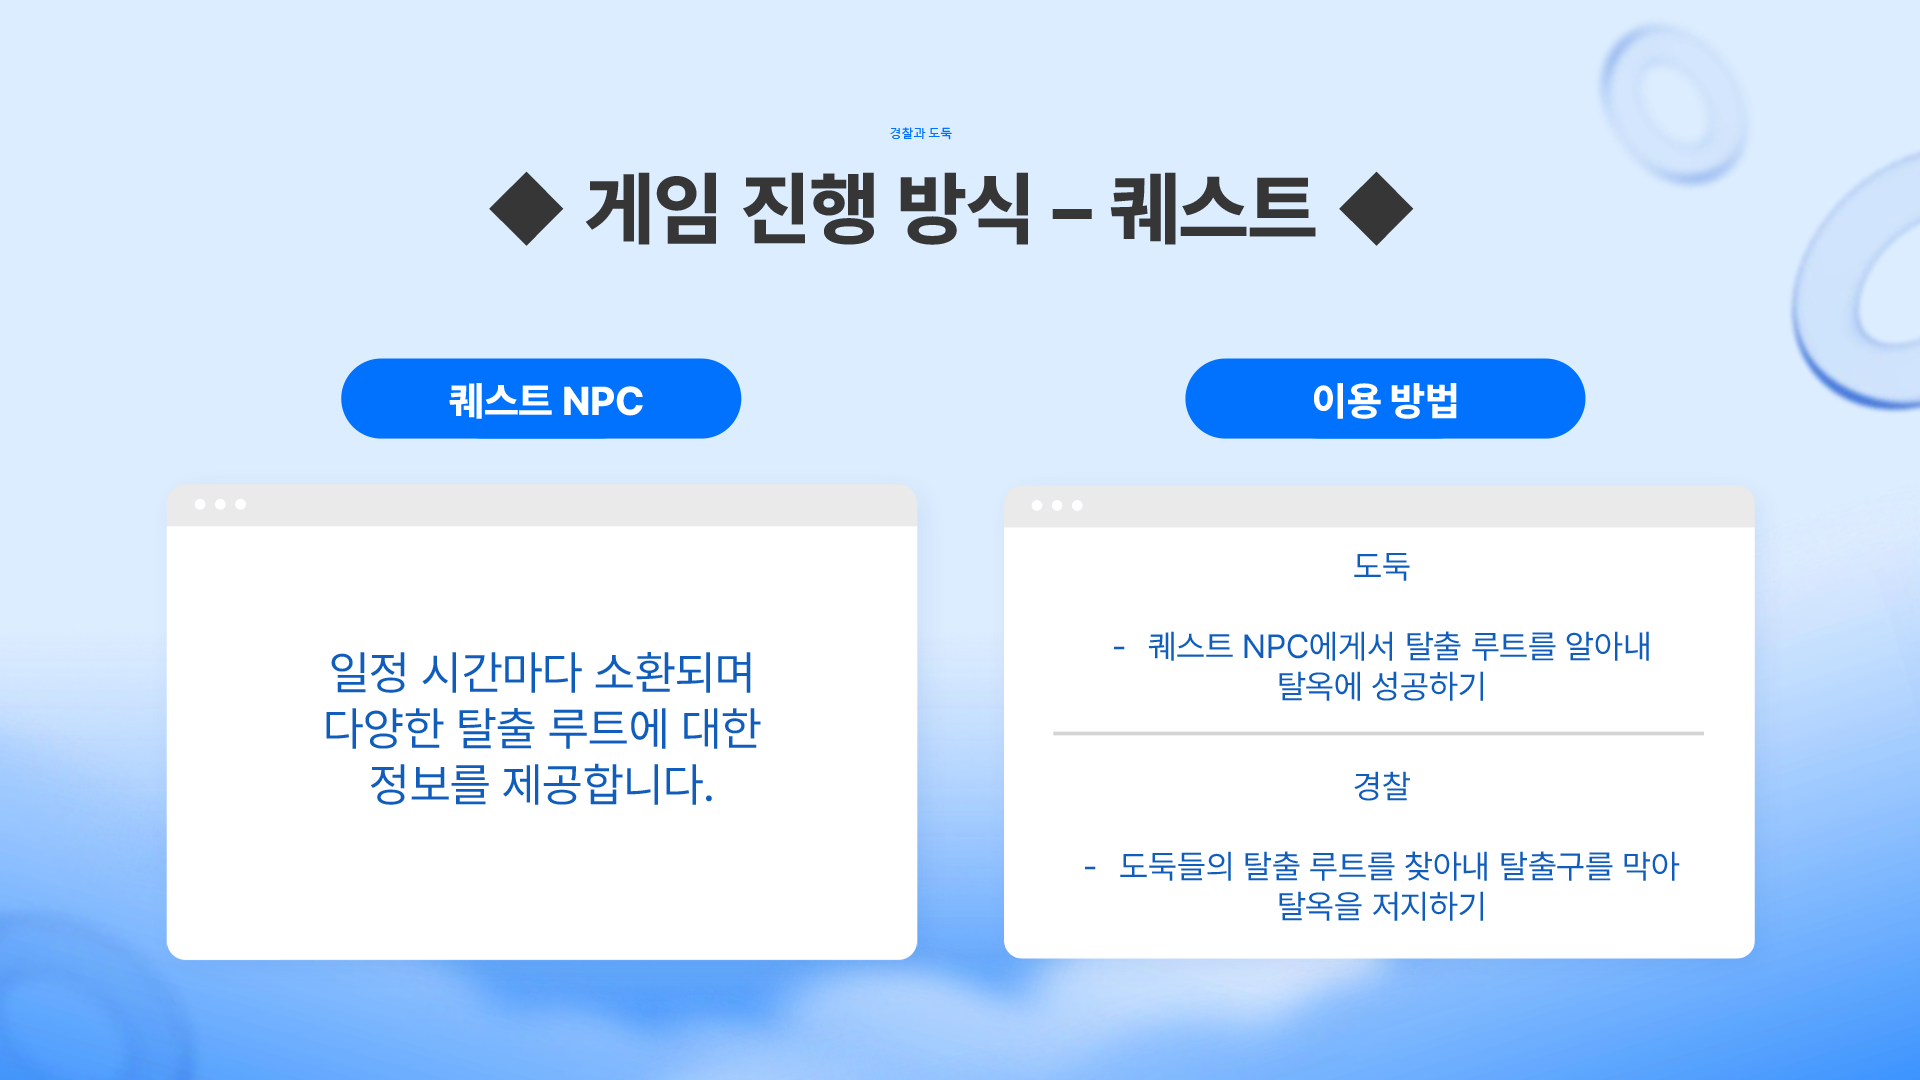 경찰과 도둑
◆ 게임 진행 방식 – 퀘스트 ◆
퀘스트 NPC
일정 시간마다 소환되며
다양한 탈출 루트에 대한
정보를 제공합니다.
이용 방법
도둑
- 퀘스트 NPC에게서 탈출 루트를 알아내
탈옥에 성공하기
경찰
- 도둑들의 탈출 루트를 찾아내 탈출구를 막아
탈옥을 저지하기